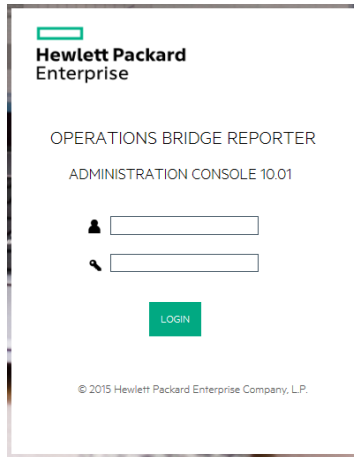 Hewlett Packard
Enterprise
OPERATIONS BRIDGE REPORTER
ADMINISTRATION CONSOLE 10.01
LOGIN
© 2015 Hewlett Packard Enterprise Company, L.P.